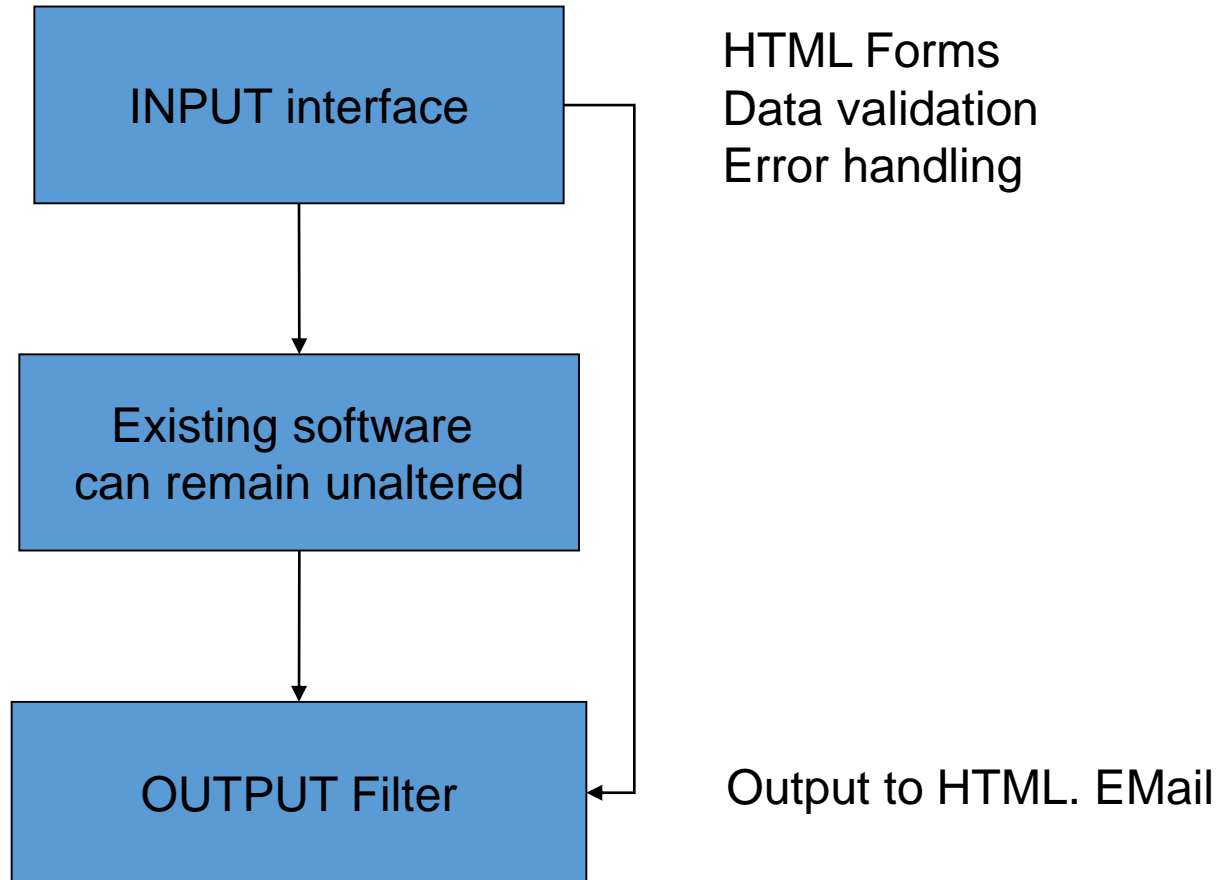 INPUT interface
HTML Forms
Data validation
Error handling
Existing software
can remain unaltered
OUTPUT Filter
Output to HTML. EMail